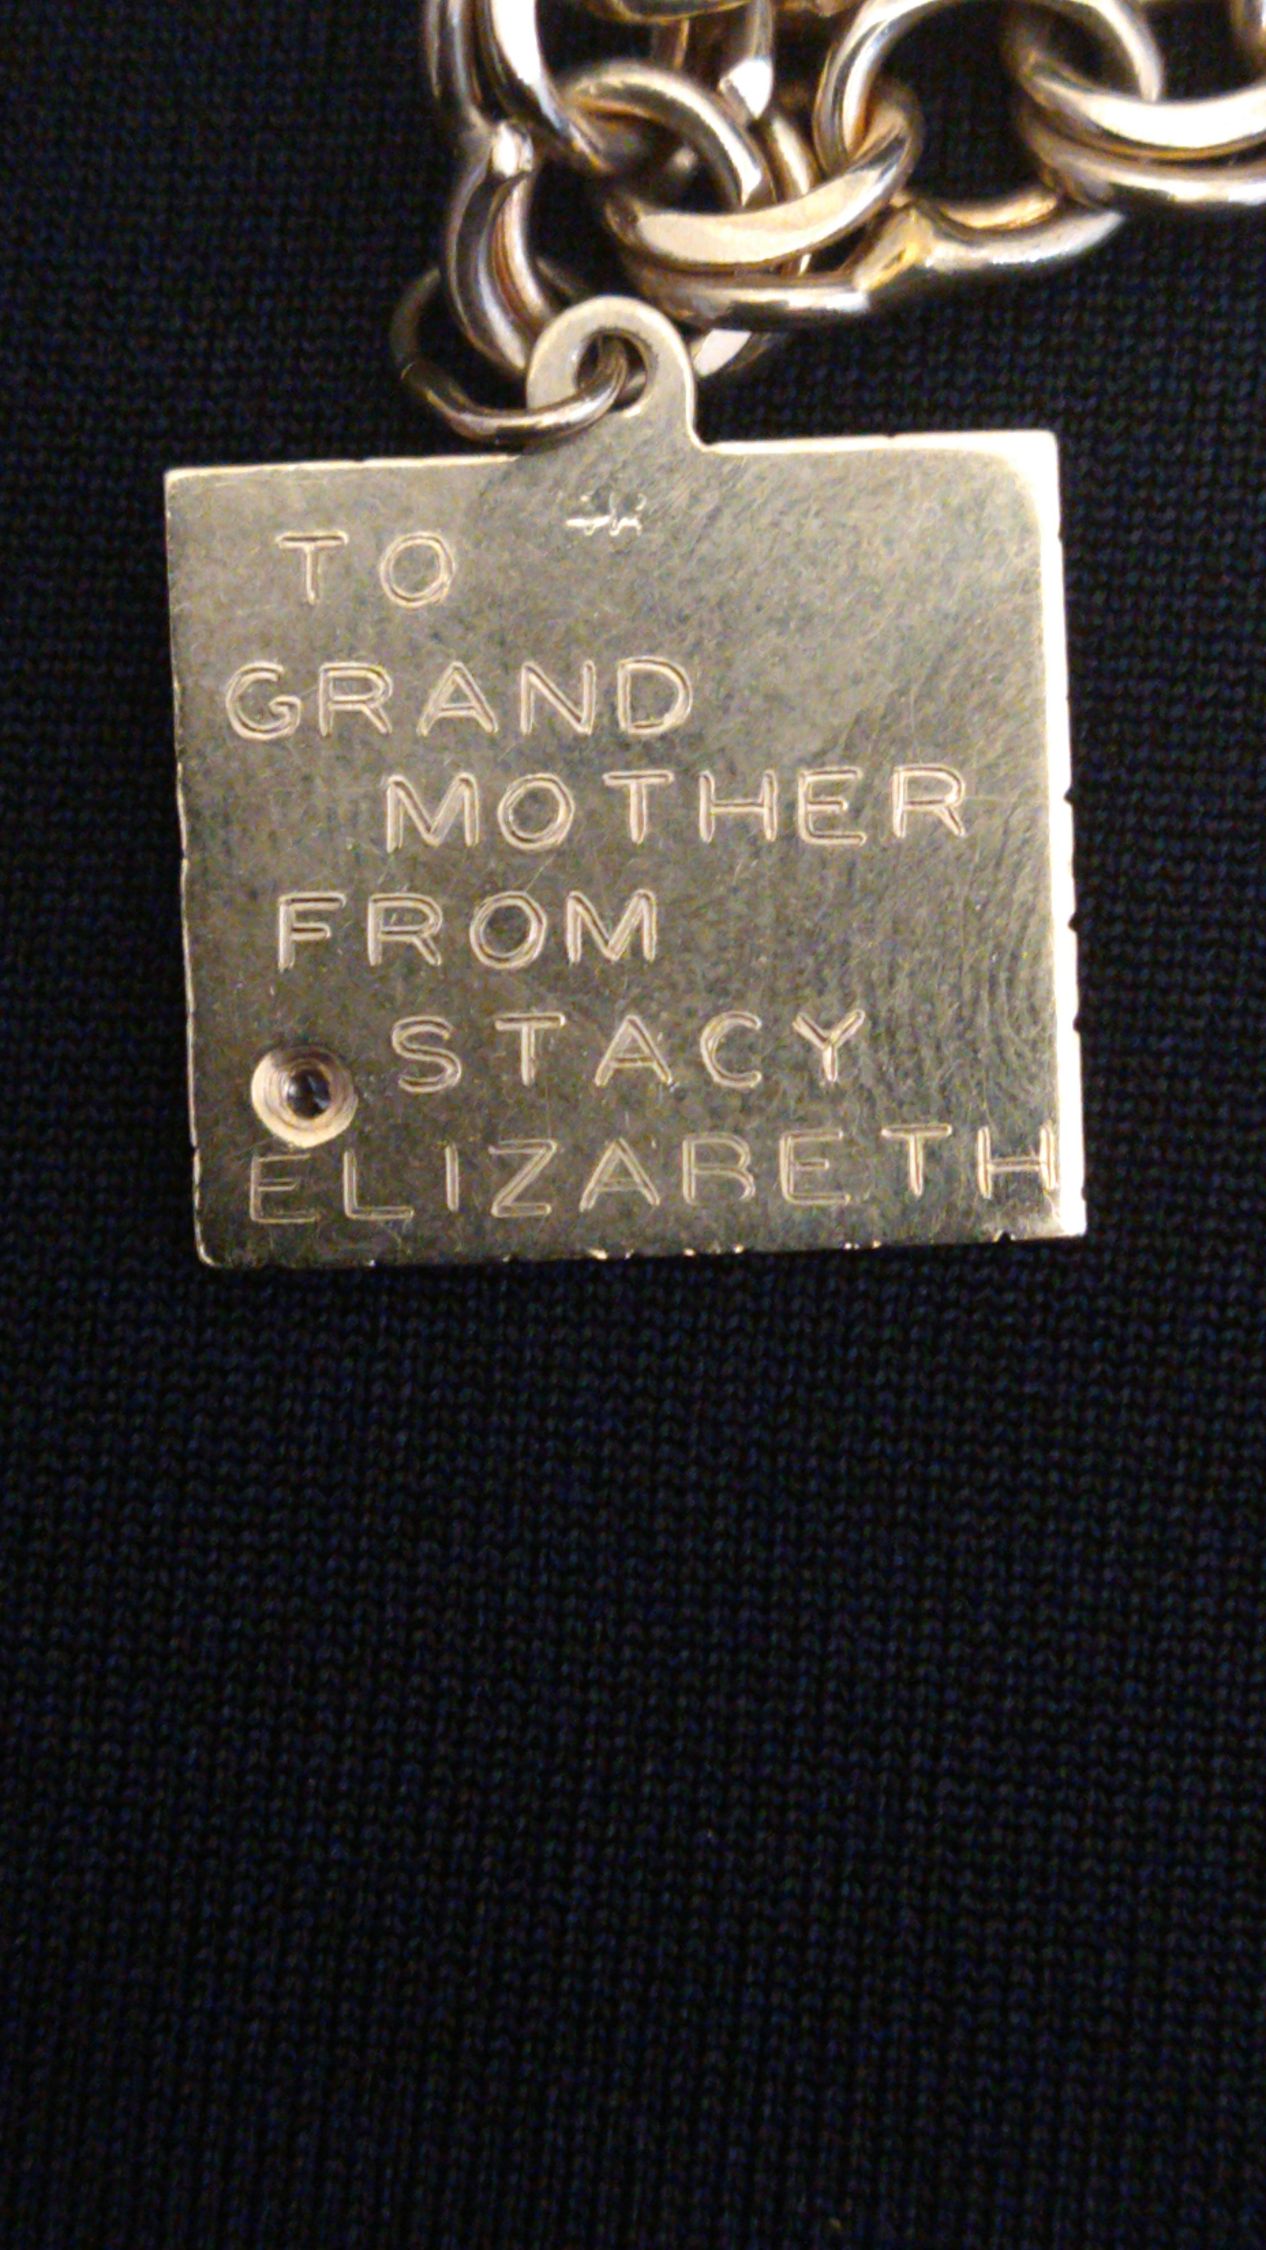 TO
GRAND
MOTHER
FROM
STACY
ELIZABETH